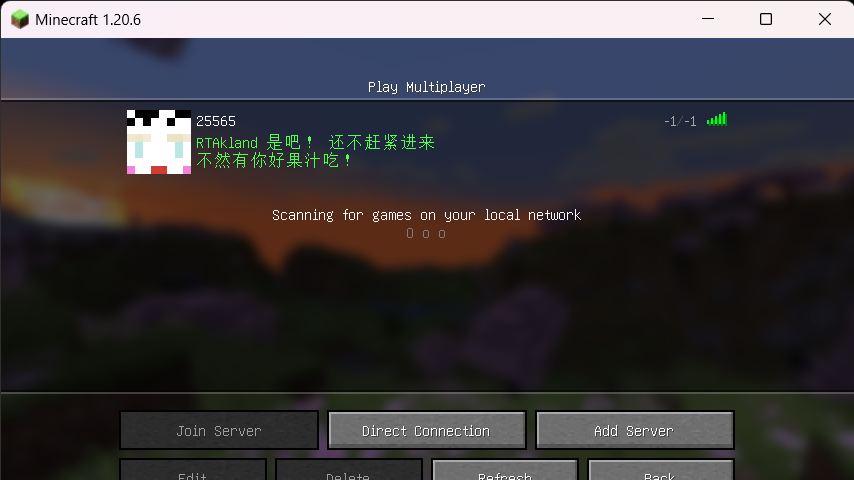 Minecraft 1.20.6
Play Multiplayer
25565
-1/-1
RTAkland 是吧！ 还不赶紧进来
不然有你好果汁吃！
Scanning for games on your local network
O o o
Join Server
Direct Connection
Add Server
Edit
Delete
Refresh
Back